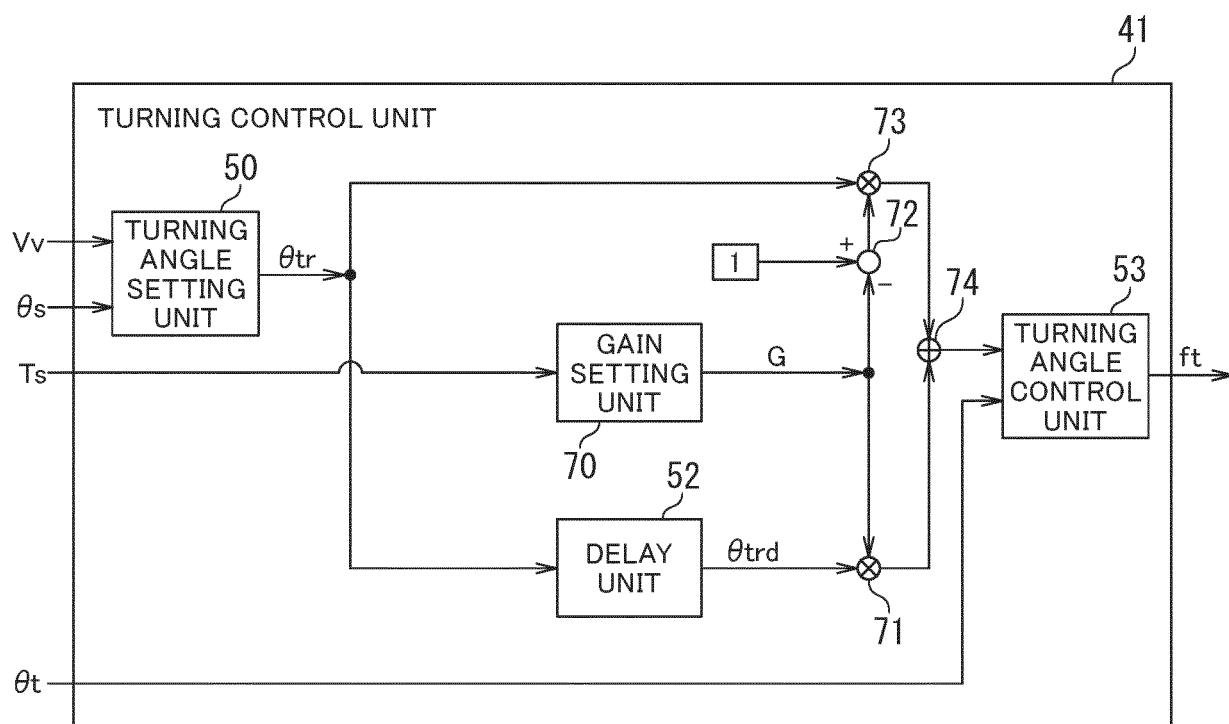 41
TURNING CONTROL UNIT
73
50
72
Vv
TURNING
ANGLE
SETTING
UNIT
θtr
1
+
−
θs
74
53
Ts
GAIN
SETTING
UNIT
G
TURNING
ANGLE
CONTROL
UNIT
ft
70
52
DELAY
UNIT
θtrd
71
θt